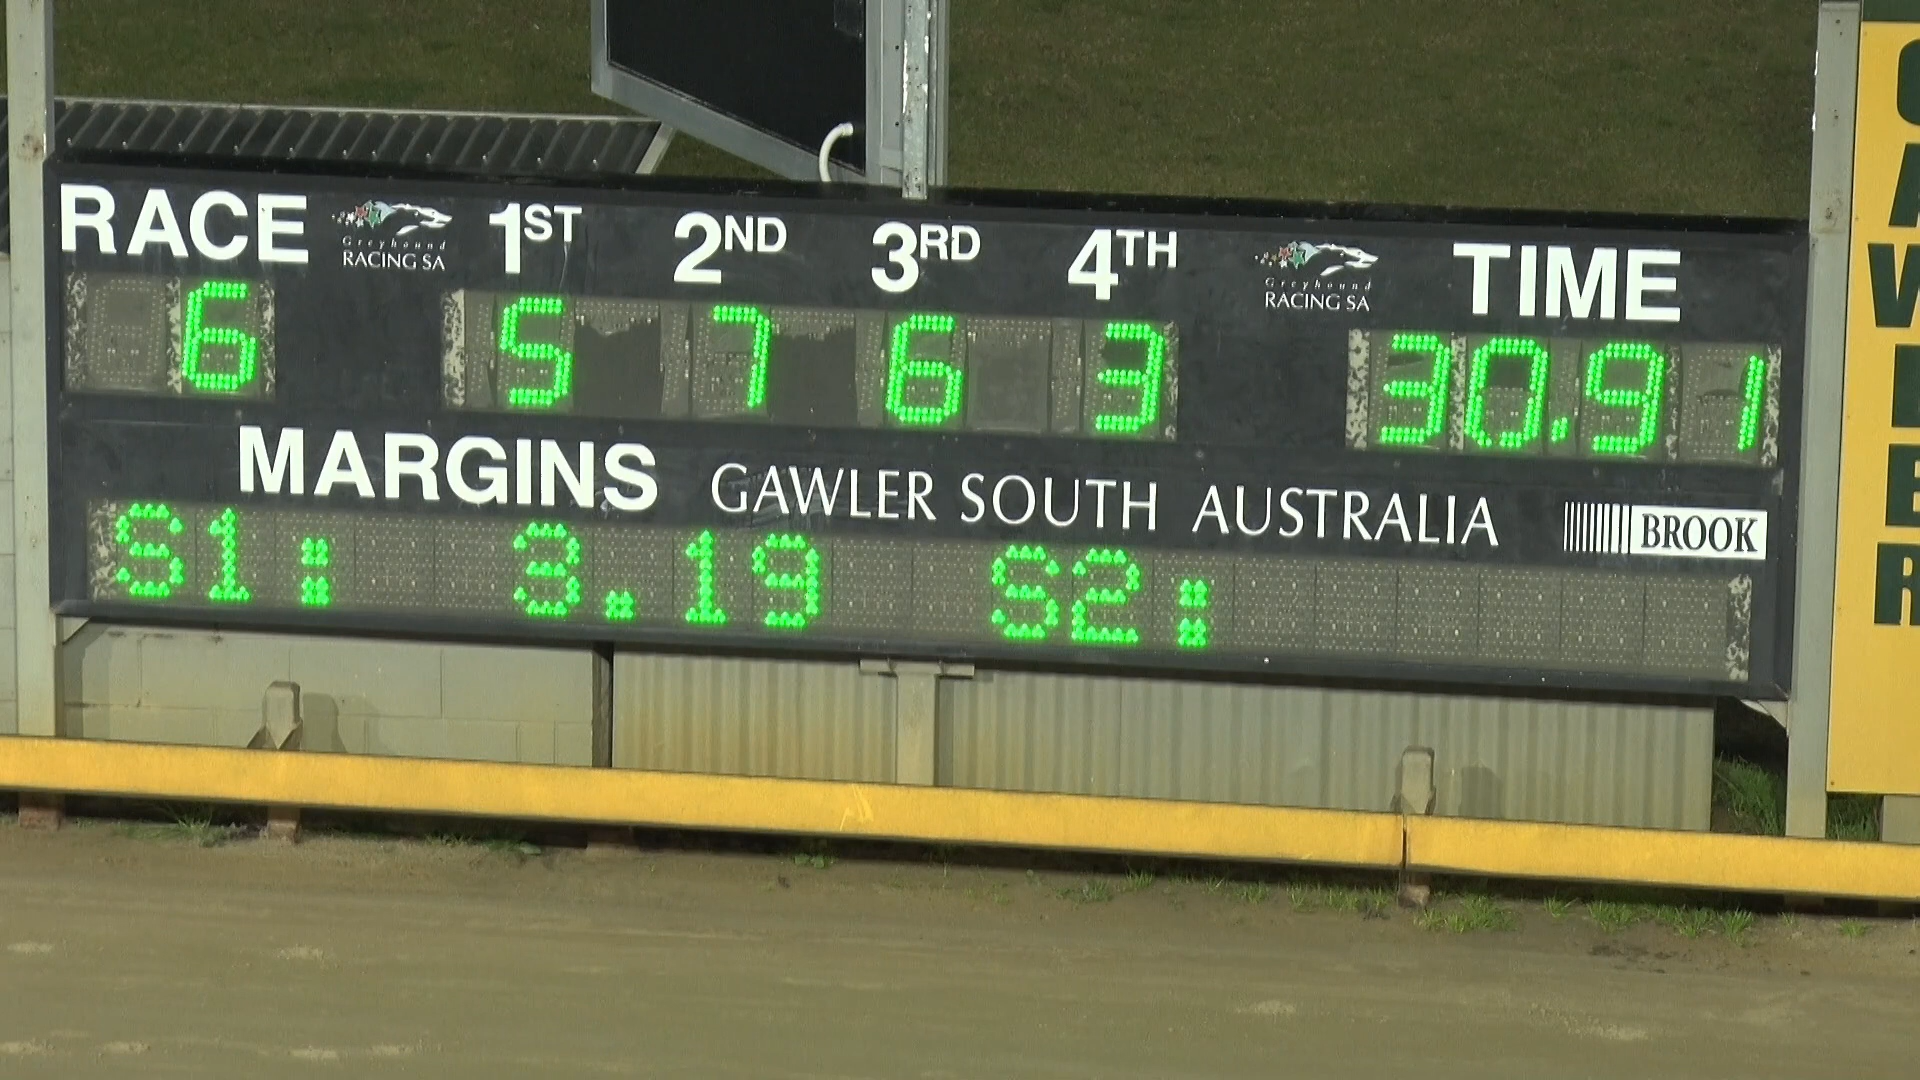 RACE 1ST 2ND 3RD 4TH TIME
Greyhound
RACING SA
Greyhound
RACING SA
6 5 7 6 3 30.91
MARGINS GAWLER SOUTH AUSTRALIA BROOK
S1: 3.19 S2:
GAWLER